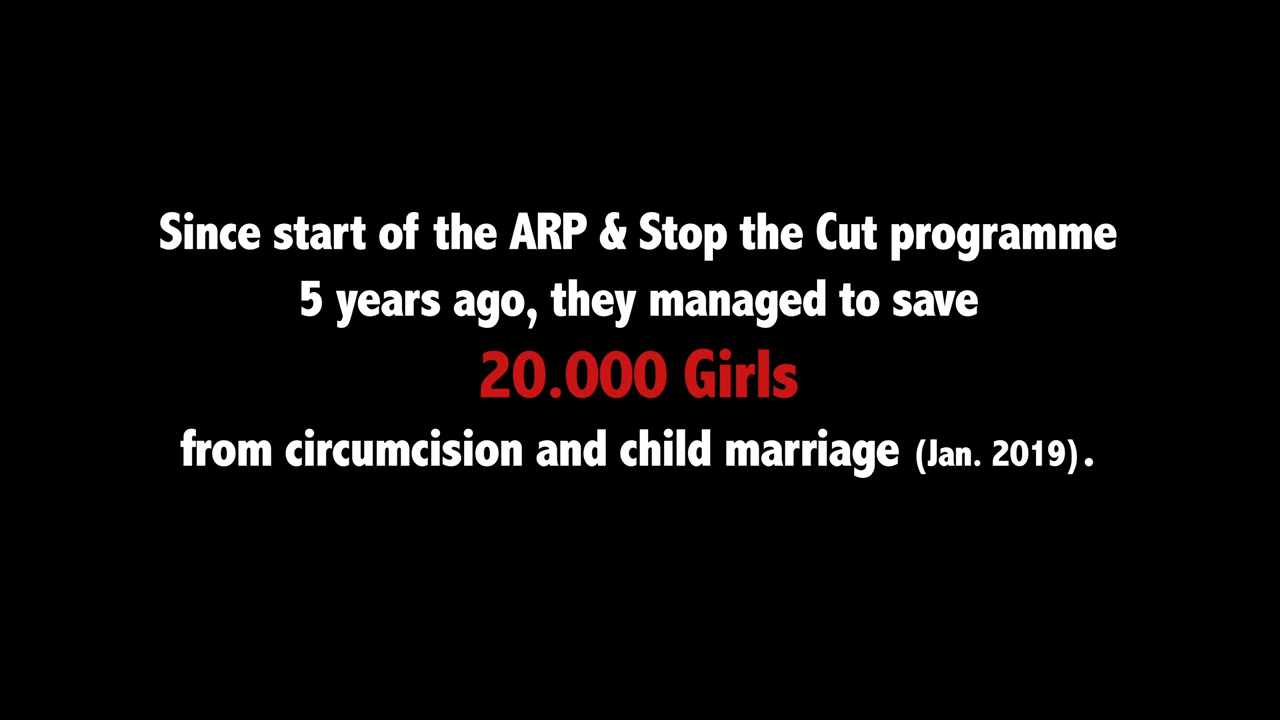 Since start of the ARP & Stop the Cut programme
5 years ago, they managed to save
20.000 Girls
from circumcision and child marriage (Jan. 2019).